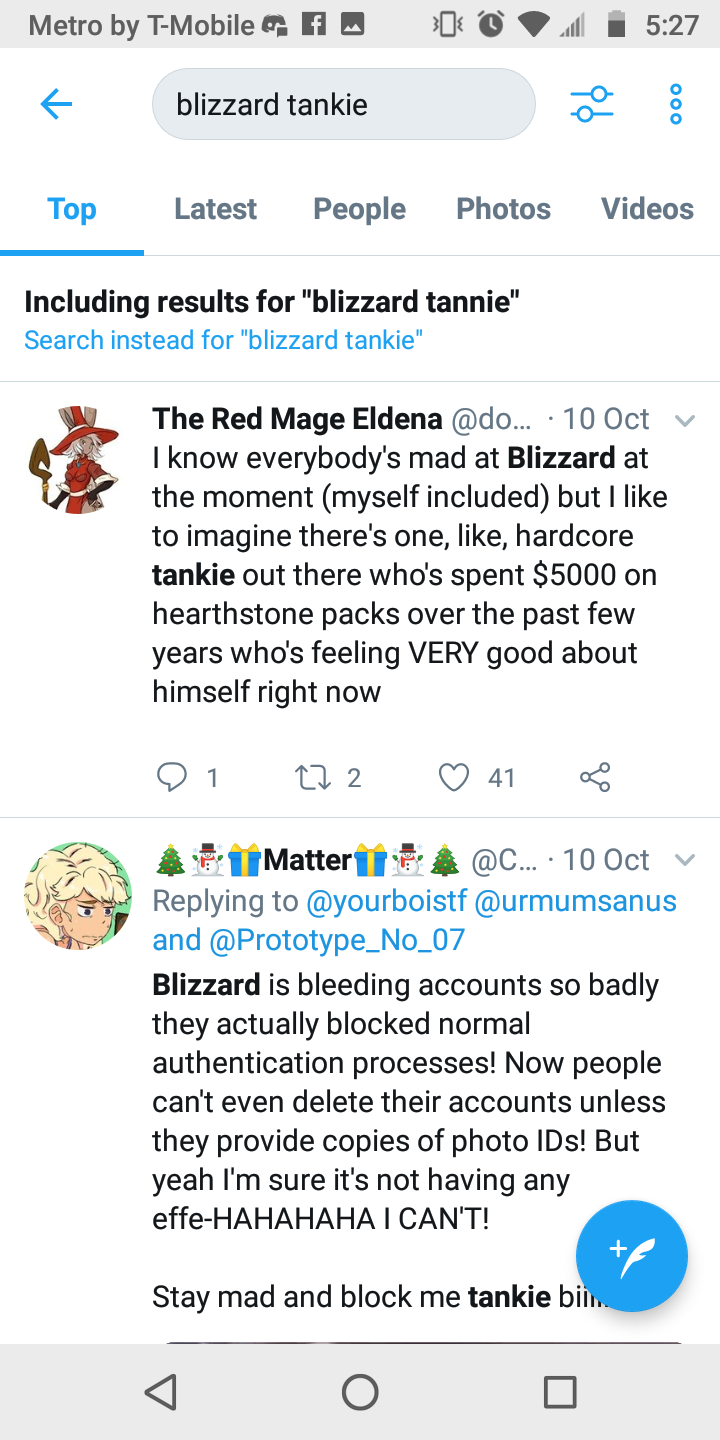 Metro by T-Mobile 5:27
blizzard tankie
Top Latest People Photos Videos
Including results for "blizzard tannie"
Search instead for "blizzard tankie"
The Red Mage Eldena @do... · 10 Oct
I know everybody's mad at Blizzard at
the moment (myself included) but I like
to imagine there's one, like, hardcore
tankie out there who's spent $5000 on
hearthstone packs over the past few
years who's feeling VERY good about
himself right now
1 2 41
🎄⛄🎁Matter🎁⛄🎄 @C... · 10 Oct
Replying to @yourboistf @urmumsanus
and @Prototype_No_07
Blizzard is bleeding accounts so badly
they actually blocked normal
authentication processes! Now people
can't even delete their accounts unless
they provide copies of photo IDs! But
yeah I'm sure it's not having any
effe-HAHAHAHA I CAN'T!
Stay mad and block me tankie